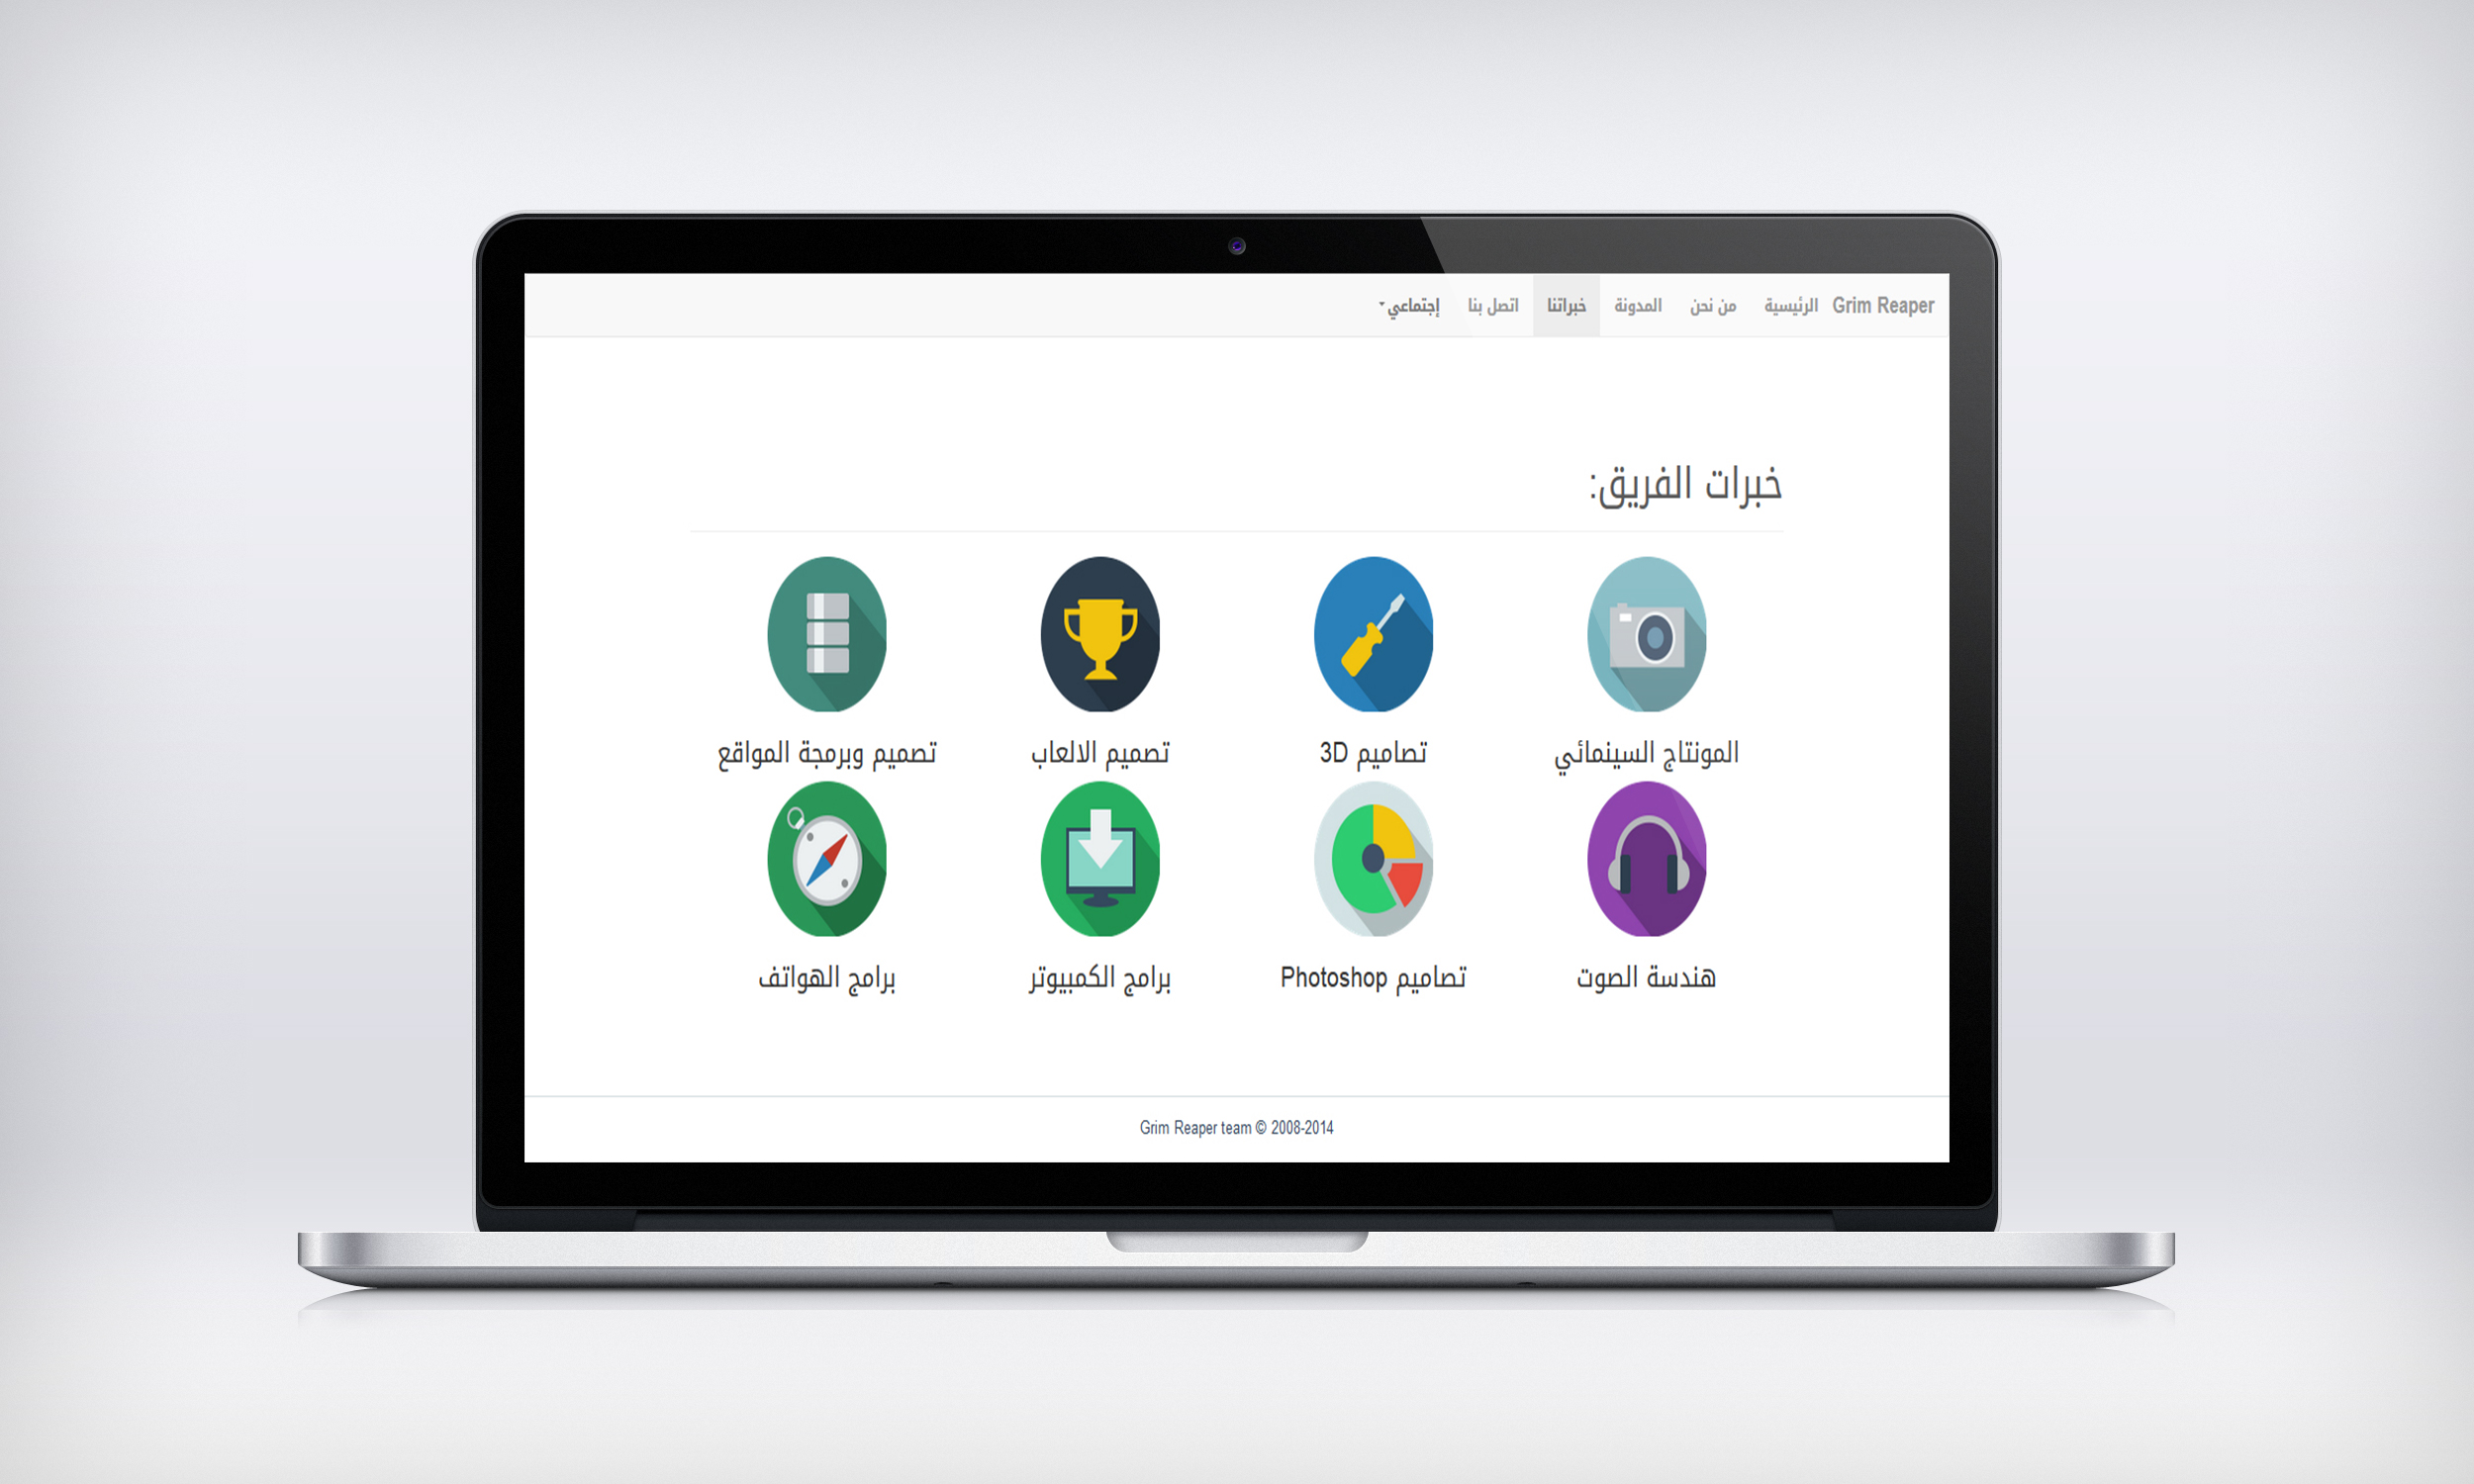 Grim Reaper الرئيسية من نحن المدونة خبراتنا اتصل بنا إجتماعي
خبرات الفريق:
المونتاج السينمائي تصاميم 3D تصميم الالعاب تصميم وبرمجة المواقع
هندسة الصوت تصاميم Photoshop برامج الكمبيوتر برامج الهواتف
Grim Reaper team © 2008-2014